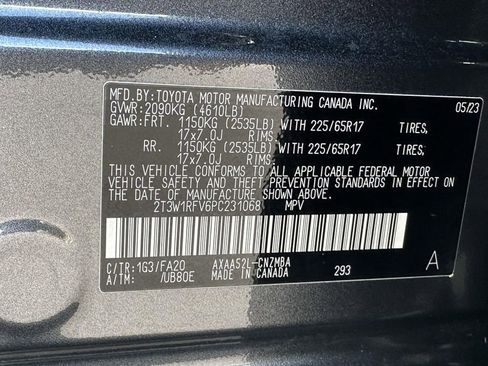 MFD.BY:TOYOTA MOTOR MANUFACTURING CANADA INC. 05/23
GVWR:2090KG (4610LB)
GAWR:FRT. 1150KG (2535LB) WITH 225/65R17 TIRES,
17x7.0J RIMS,
RR. 1150KG (2535LB) WITH 225/65R17 TIRES,
17x7.0J RIMS.
THIS VEHICLE CONFORMS TO ALL APPLICABLE FEDERAL MOTOR
VEHICLE SAFETY AND THEFT PREVENTION STANDARDS IN EFFECT ON
THE DATE OF MANUFACTURE SHOWN ABOVE.
2T3W1RFV6PC231068 MPV
C/TR:1G3/FA20 AXAA52L-CNZMBA
A/TM: /UB80E MADE IN CANADA 293 A